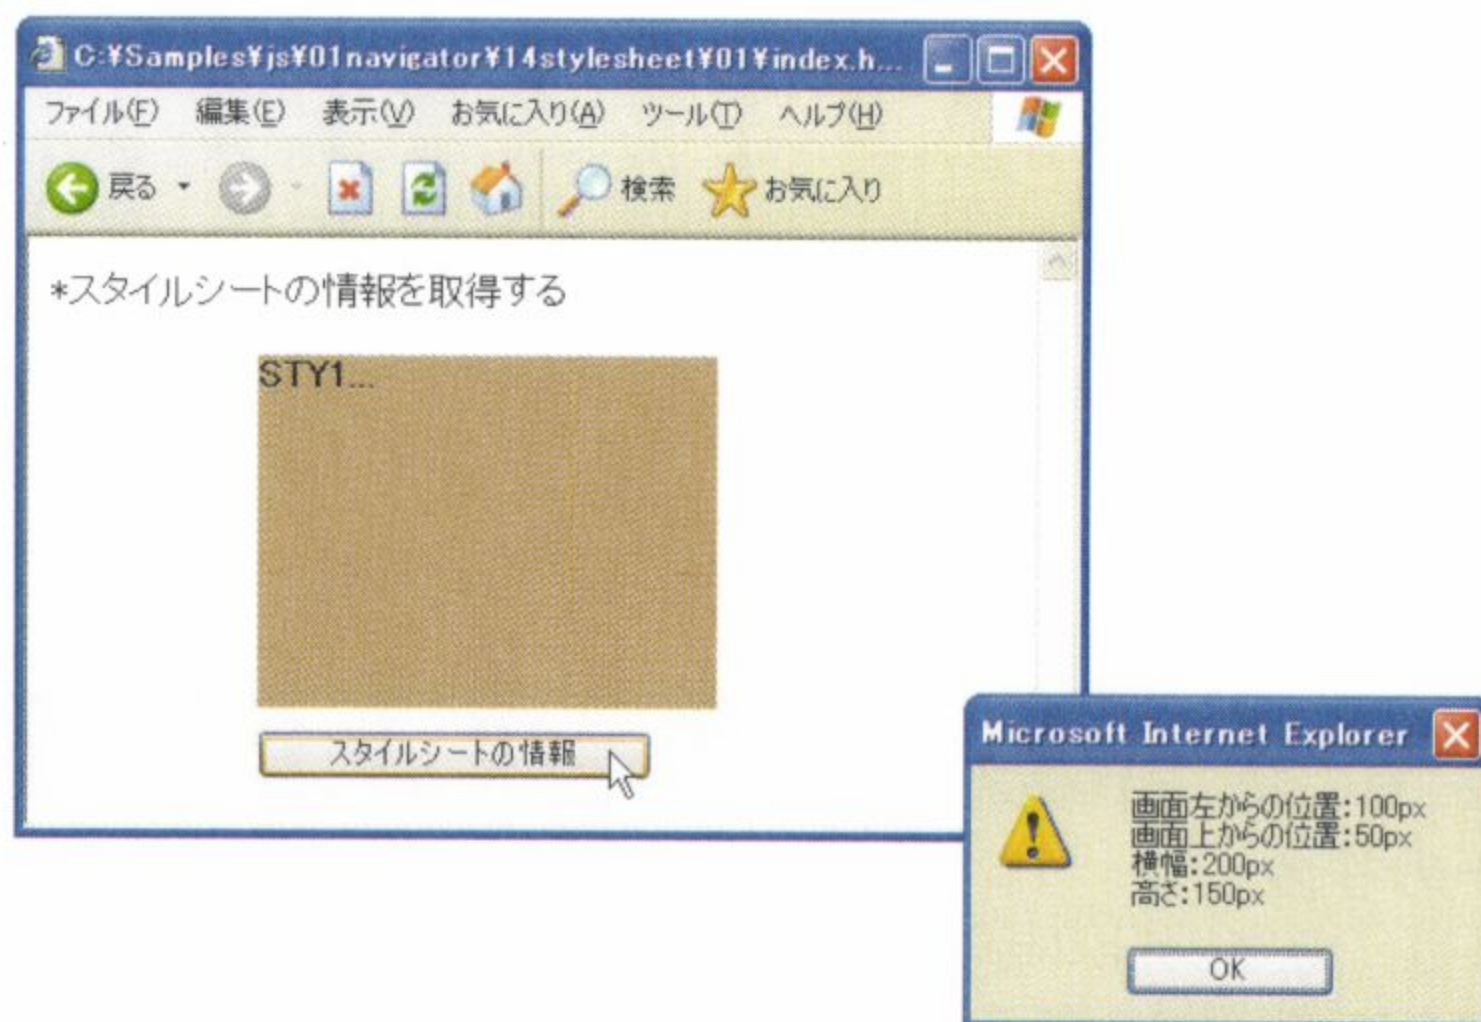 C:¥Samples¥js¥01navigator¥14stylesheet¥01¥index.h...
ファイル(F) 編集(E) 表示(V) お気に入り(A) ツール(T) ヘルプ(H)
戻る 検索 お気に入り
*スタイルシートの情報を取得する
STY1...
スタイルシートの情報
Microsoft Internet Explorer
画面左からの位置:100px
画面上からの位置:50px
横幅:200px
高さ:150px
OK